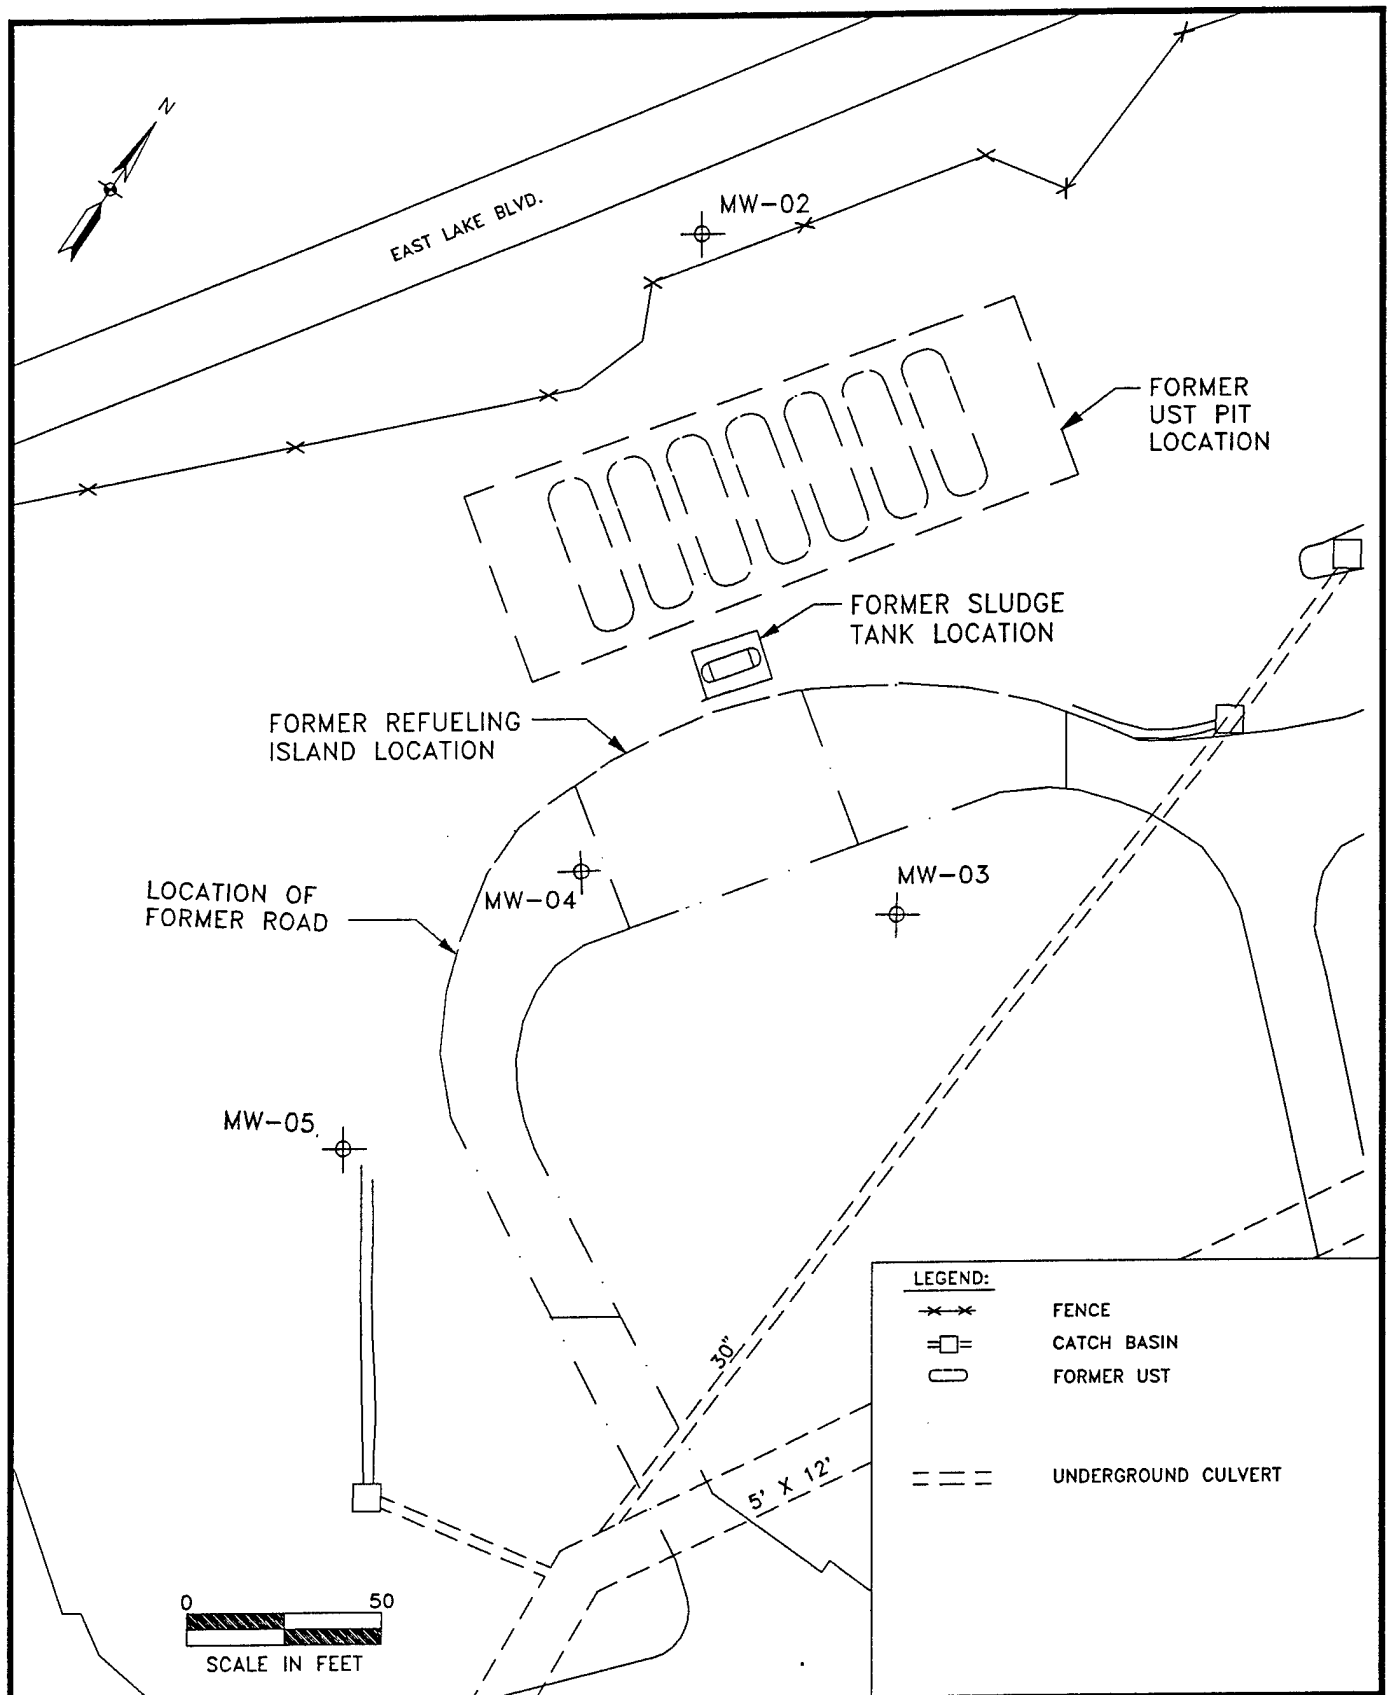 N
EAST LAKE BLVD.
MW-02
FORMER
UST PIT
LOCATION
FORMER SLUDGE
TANK LOCATION
FORMER REFUELING
ISLAND LOCATION
MW-04
MW-03
LOCATION OF
FORMER ROAD
MW-05
30"
5' X 12'
LEGEND:
FENCE
CATCH BASIN
FORMER UST
UNDERGROUND CULVERT
0 50
SCALE IN FEET